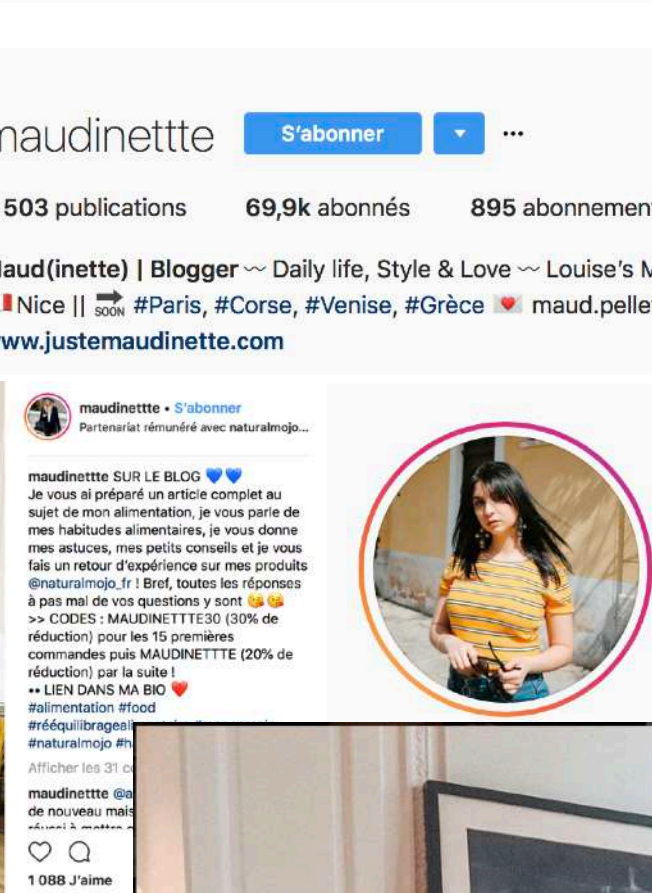 maudinettte S'abonner
503 publications 69,9k abonnés 895 abonnement
Maud(inette) | Blogger 〰 Daily life, Style & Love 〰 Louise's M
Nice || SOON #Paris, #Corse, #Venise, #Grèce 💌 maud.pelle
www.justemaudinette.com
maudinettte • S'abonner
Partenariat rémunéré avec naturalmojo...
maudinettte SUR LE BLOG 💙💙
Je vous ai préparé un article complet au
sujet de mon alimentation, je vous parle de
mes habitudes alimentaires, je vous donne
mes astuces, mes petits conseils et je vous
fais un retour d'expérience sur mes produits
@naturalmojo_fr ! Bref, toutes les réponses
à pas mal de vos questions y sont 😘😘
>> CODES : MAUDINETTTE30 (30% de
réduction) pour les 15 premières
commandes puis MAUDINETTTE (20% de
réduction) par la suite !
•• LIEN DANS MA BIO ❤️
#alimentation #food
#naturalmojo #h
Afficher les 31 c
maudinettte @a
de nouveau mais
1 088 J'aime